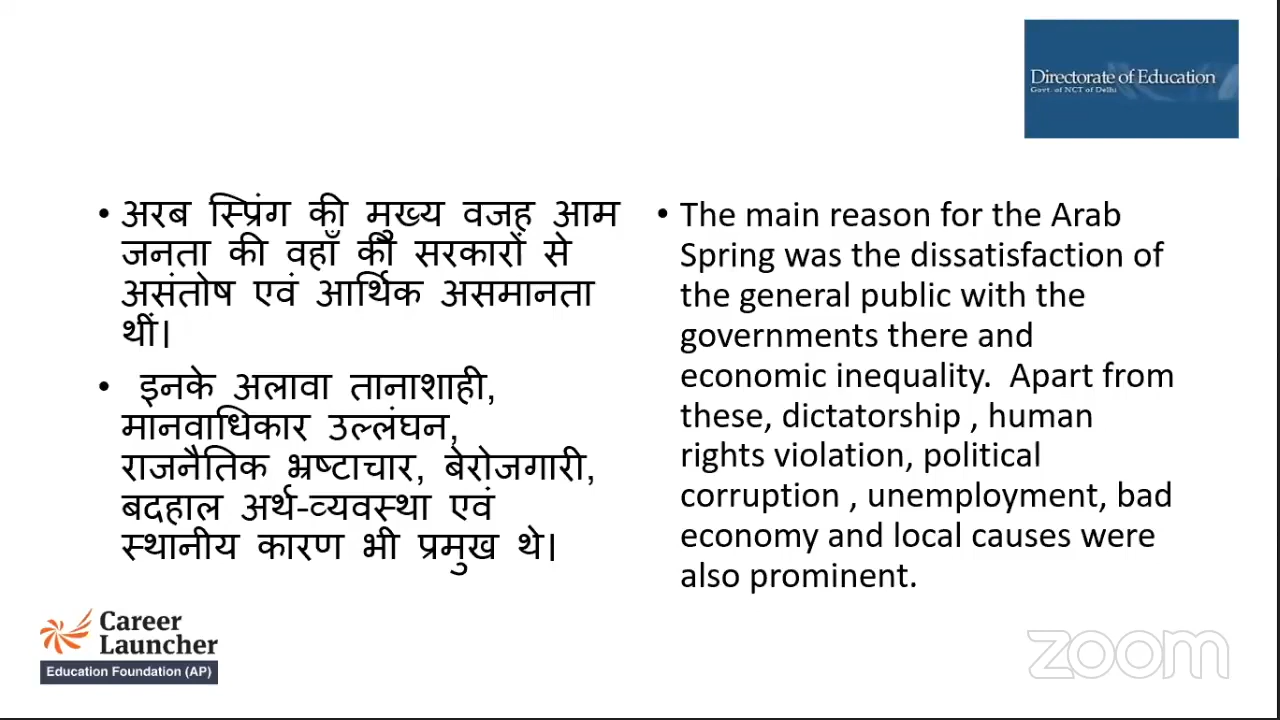 Directorate of Education
Govt. of NCT of Delhi
• अरब स्प्रिंग की मुख्य वजह आम
जनता की वहाँ की सरकारों से
असंतोष एवं आर्थिक असमानता
थीं।
• इनके अलावा तानाशाही,
मानवाधिकार उल्लंघन,
राजनैतिक भ्रष्टाचार, बेरोजगारी,
बदहाल अर्थ-व्यवस्था एवं
स्थानीय कारण भी प्रमुख थे।
• The main reason for the Arab
Spring was the dissatisfaction of
the general public with the
governments there and
economic inequality.  Apart from
these, dictatorship , human
rights violation, political
corruption , unemployment, bad
economy and local causes were
also prominent.
Career
Launcher
Education Foundation (AP)
zoom